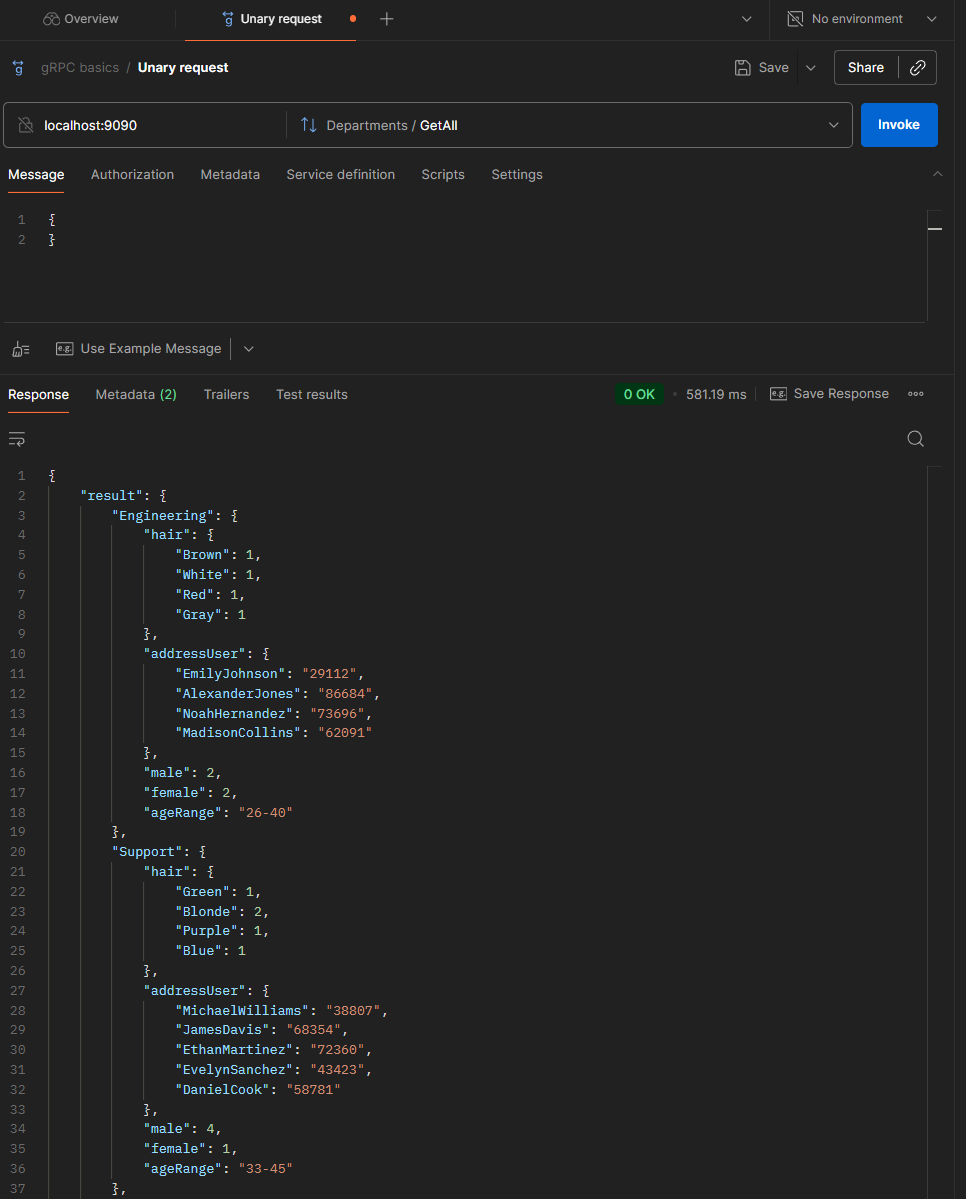 Overview
Unary request
No environment
gRPC basics / Unary request
Save
Share
localhost:9090
Departments / GetAll
Invoke
Message Authorization Metadata Service definition Scripts Settings
1 {
2 }
e.g. Use Example Message
Response Metadata (2) Trailers Test results
0 OK
581.19 ms
e.g. Save Response
1 {
2 "result": {
3 "Engineering": {
4 "hair": {
5 "Brown": 1,
6 "White": 1,
7 "Red": 1,
8 "Gray": 1
9 },
10 "addressUser": {
11 "EmilyJohnson": "29112",
12 "AlexanderJones": "86684",
13 "NoahHernandez": "73696",
14 "MadisonCollins": "62091"
15 },
16 "male": 2,
17 "female": 2,
18 "ageRange": "26-40"
19 },
20 "Support": {
21 "hair": {
22 "Green": 1,
23 "Blonde": 2,
24 "Purple": 1,
25 "Blue": 1
26 },
27 "addressUser": {
28 "MichaelWilliams": "38807",
29 "JamesDavis": "68354",
30 "EthanMartinez": "72360",
31 "EvelynSanchez": "43423",
32 "DanielCook": "58781"
33 },
34 "male": 4,
35 "female": 1,
36 "ageRange": "33-45"
37 },